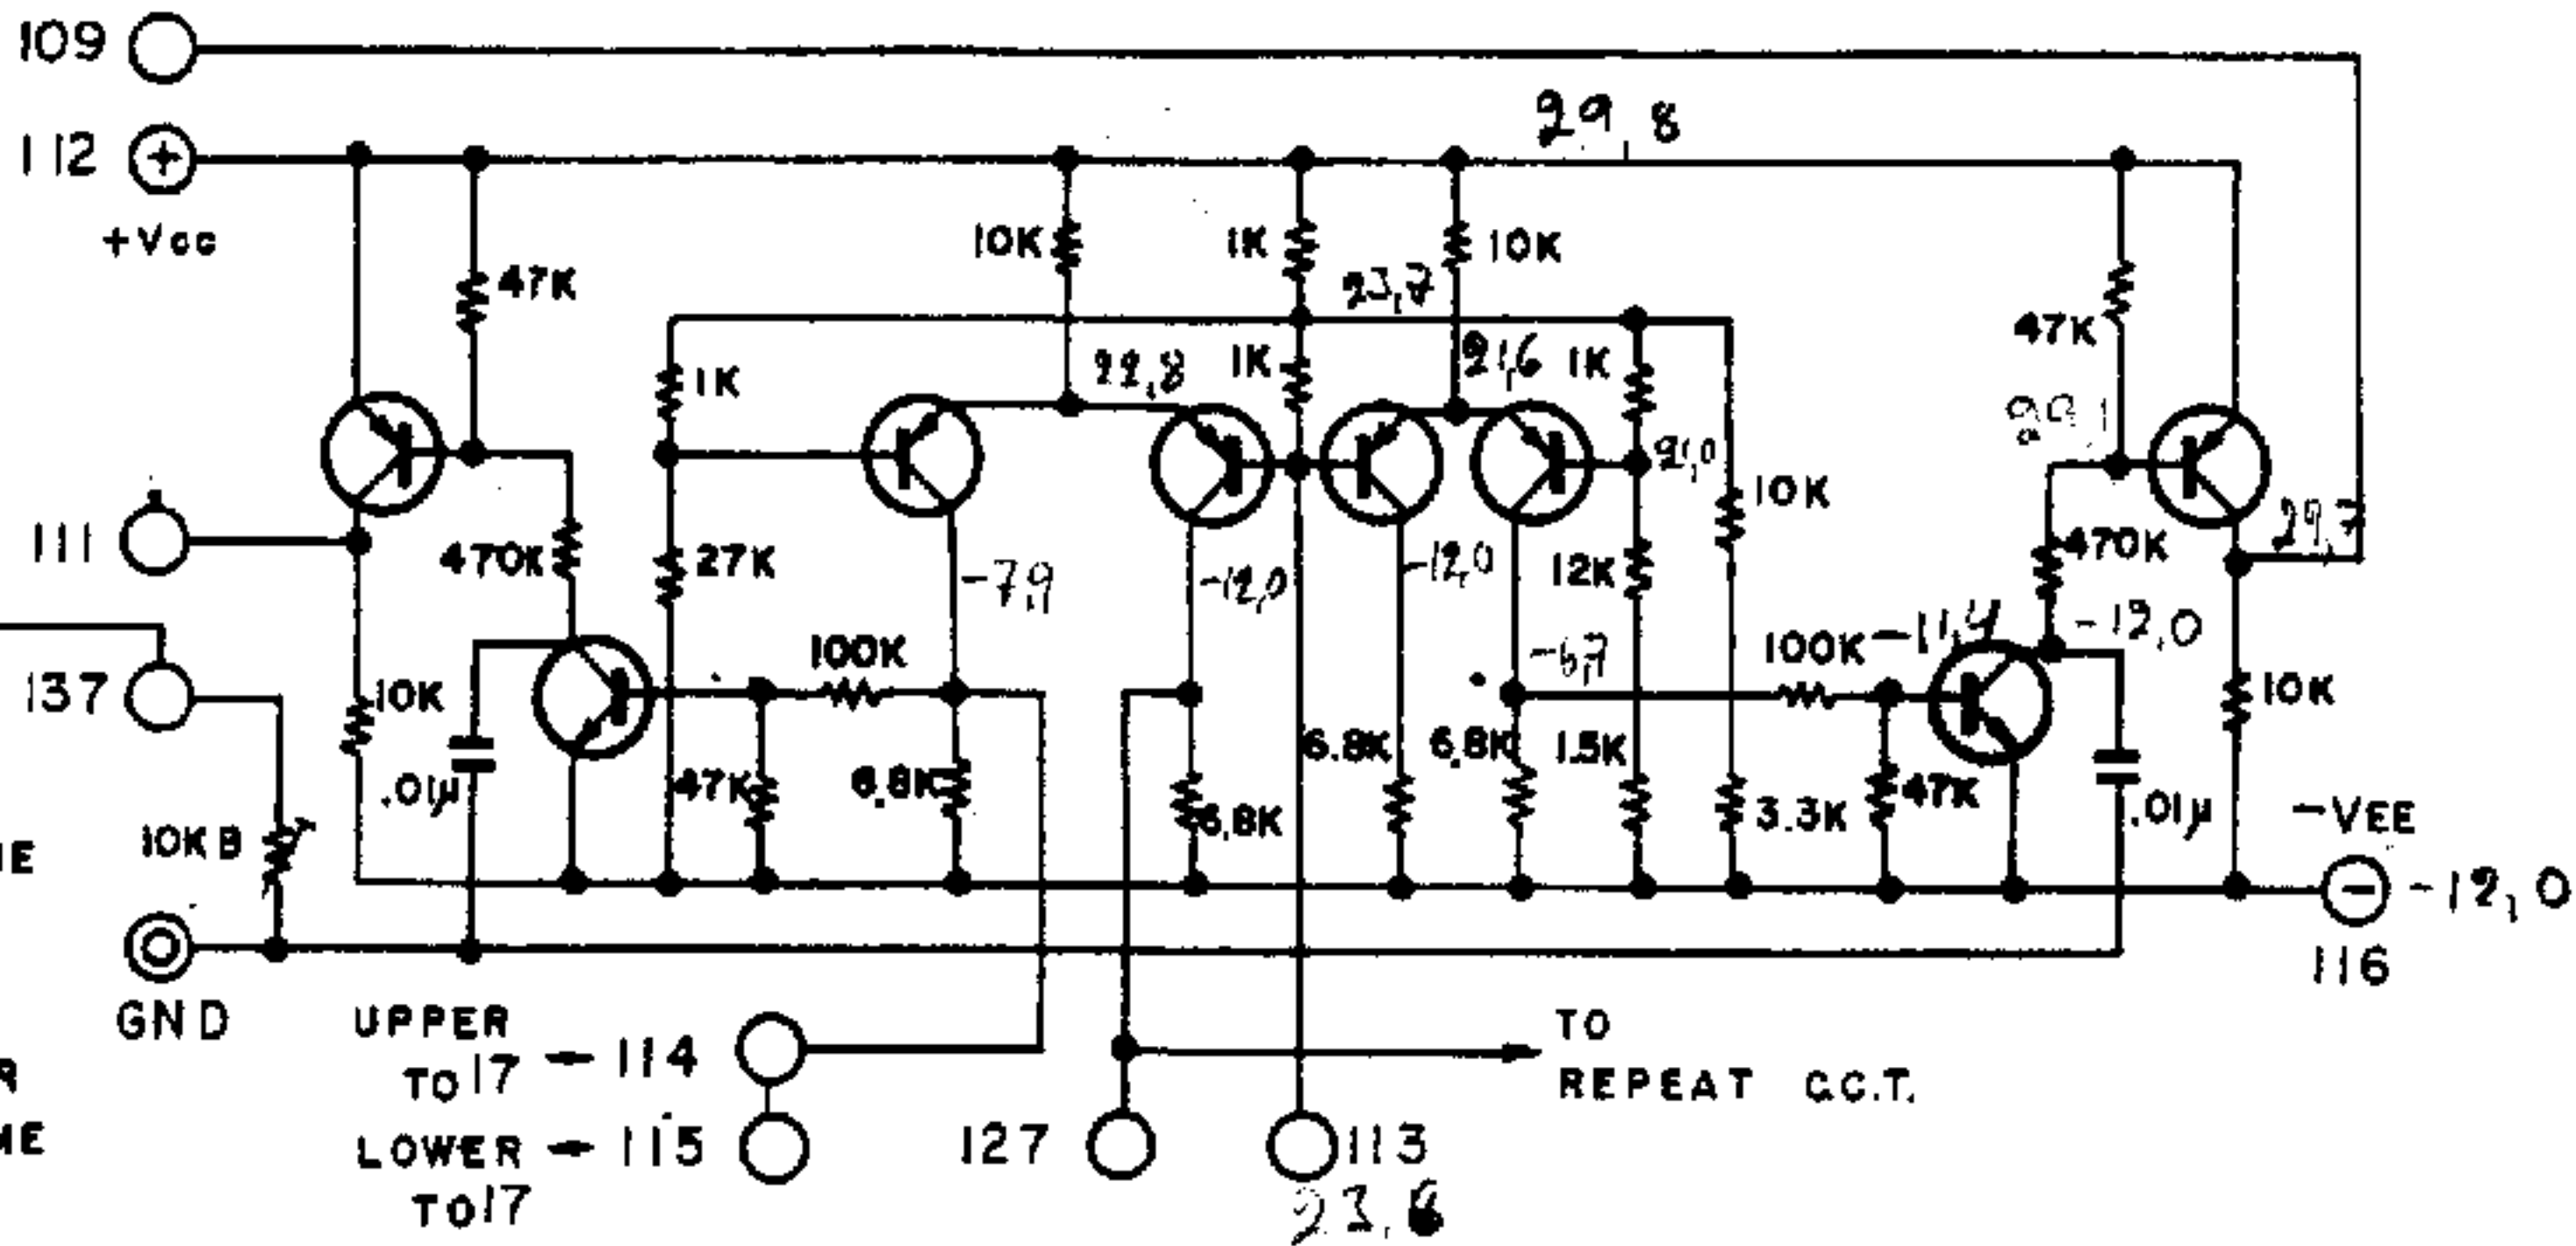 109
112
+Vcc
29,8
10K
1K
10K
47K
23,7
47K
1K
22,8
1K
21,6
1K
21,0
10K
29,7
111
470K
27K
-7,9
-12,0
-12,0
12K
470K
100K
-6,7
100K
-11,4
-12,0
137
10K
.01μ
47K
6.8K
6.8K
6.8K
6.8K
1.5K
3.3K
47K
.01μ
10K
10KB
-VEE
-12,0
116
GND
UPPER
TO 17 ← 114
LOWER ← 115
TO 17
127
113
23,6
TO
REPEAT G.C.T.